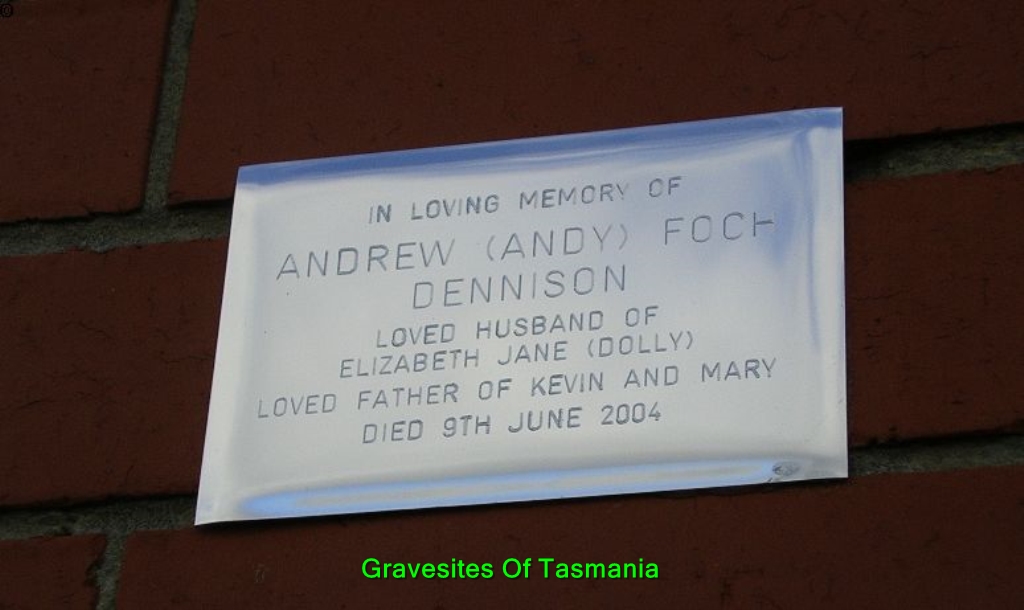 ©
IN LOVING MEMORY OF
ANDREW (ANDY) FOCH
DENNISON
LOVED HUSBAND OF
ELIZABETH JANE (DOLLY)
LOVED FATHER OF KEVIN AND MARY
DIED 9TH JUNE 2004
Gravesites Of Tasmania